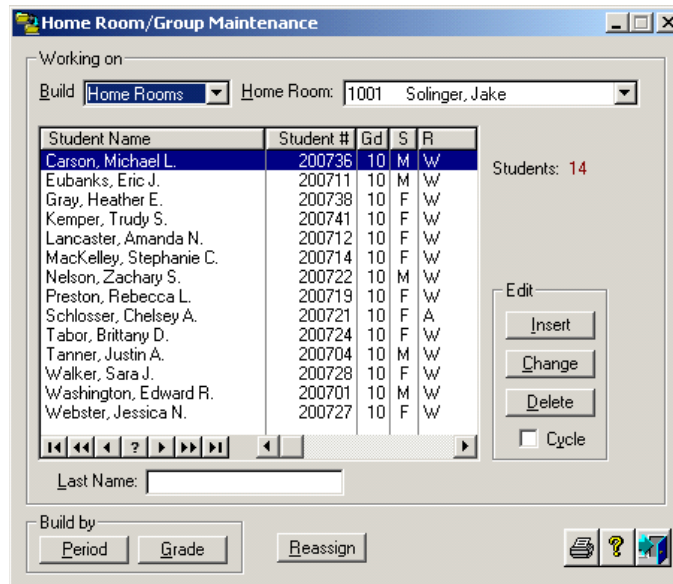 Home Room/Group Maintenance
Working on
Build Home Rooms Home Room: 1001 Solinger, Jake
Student Name Student # Gd S R
Carson, Michael L. 200736 10 M W
Eubanks, Eric J. 200711 10 M W
Gray, Heather E. 200738 10 F W
Kemper, Trudy S. 200741 10 F W
Lancaster, Amanda N. 200712 10 F W
MacKelley, Stephanie C. 200714 10 F W
Nelson, Zachary S. 200722 10 M W
Preston, Rebecca L. 200719 10 F W
Schlosser, Chelsey A. 200721 10 F A
Tabor, Brittany D. 200724 10 F W
Tanner, Justin A. 200704 10 M W
Walker, Sara J. 200728 10 F W
Washington, Edward R. 200701 10 M W
Webster, Jessica N. 200727 10 F W
Students: 14
Edit
Insert
Change
Delete
Cycle
?
Last Name:
Build by
Period Grade Reassign ?